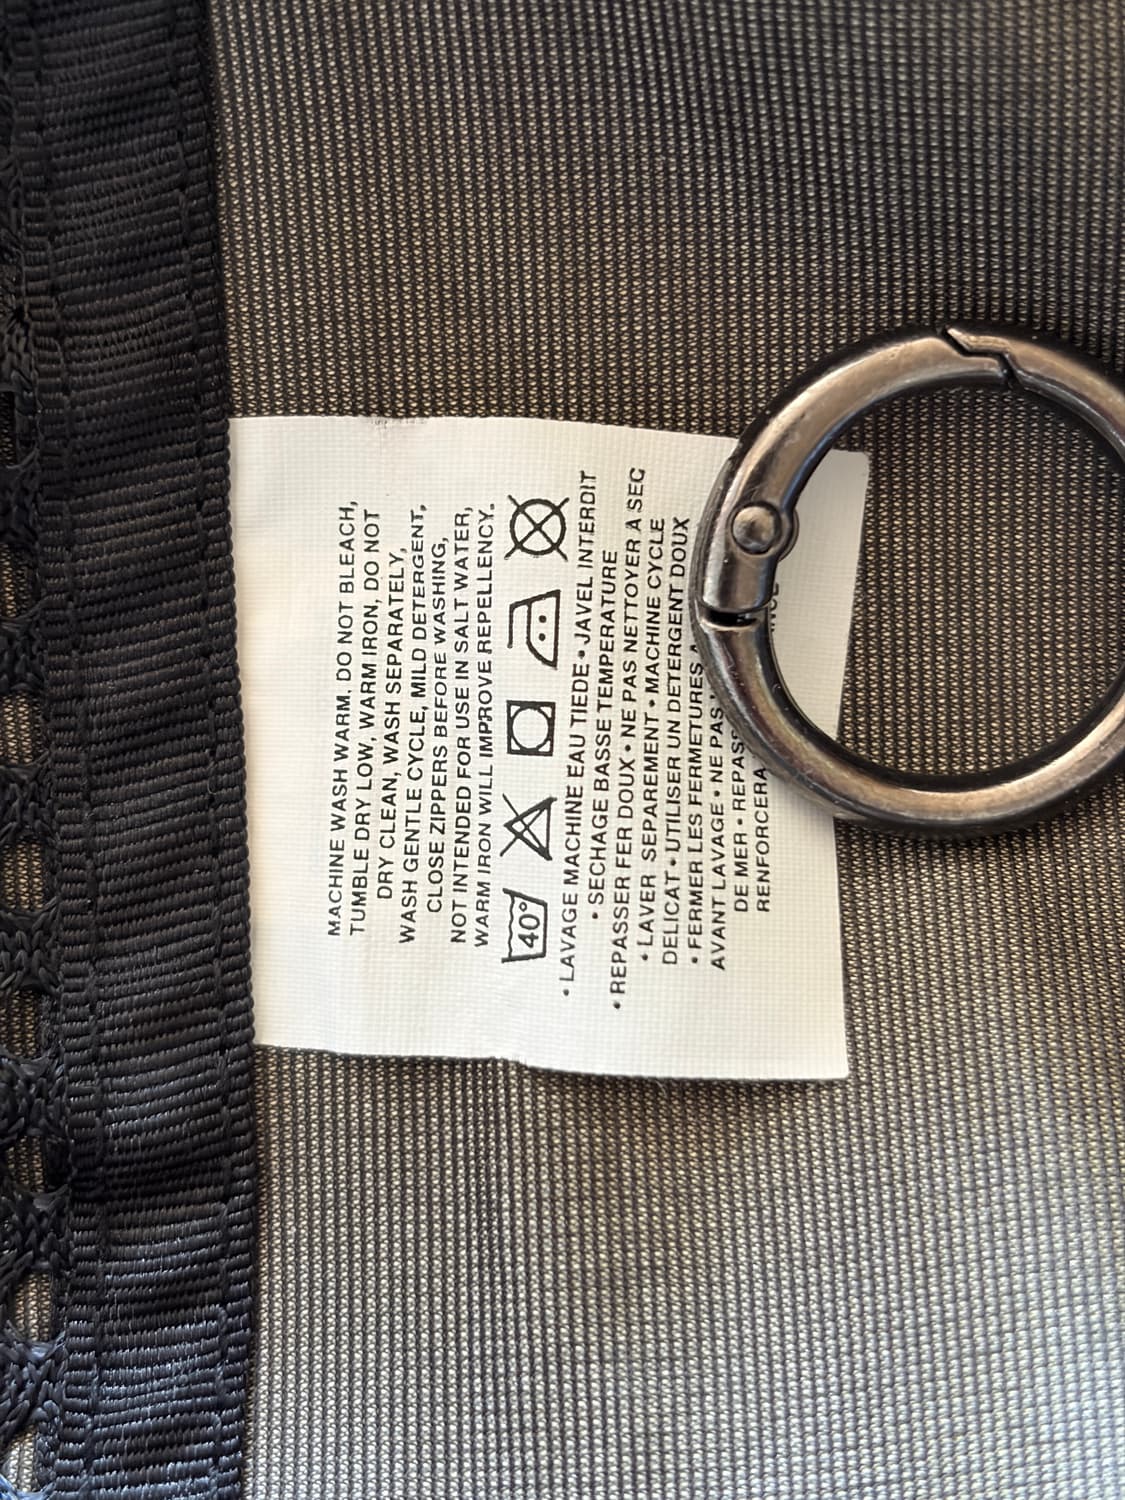 MACHINE WASH WARM, DO NOT BLEACH,
TUMBLE DRY LOW, WARM IRON, DO NOT
DRY CLEAN, WASH SEPARATELY,
WASH GENTLE CYCLE, MILD DETERGENT,
CLOSE ZIPPERS BEFORE WASHING,
NOT INTENDED FOR USE IN SALT WATER,
WARM IRON WILL IMPROVE REPELLENCY.
40°
• LAVAGE MACHINE EAU TIEDE • JAVEL INTERDIT
• SECHAGE BASSE TEMPERATURE
• REPASSER FER DOUX • NE PAS NETTOYER A SEC
• LAVER SEPAREMENT • MACHINE CYCLE
DELICAT • UTILISER UN DETERGENT DOUX
• FERMER LES FERMETURES
AVANT LAVAGE • NE PAS
DE MER •